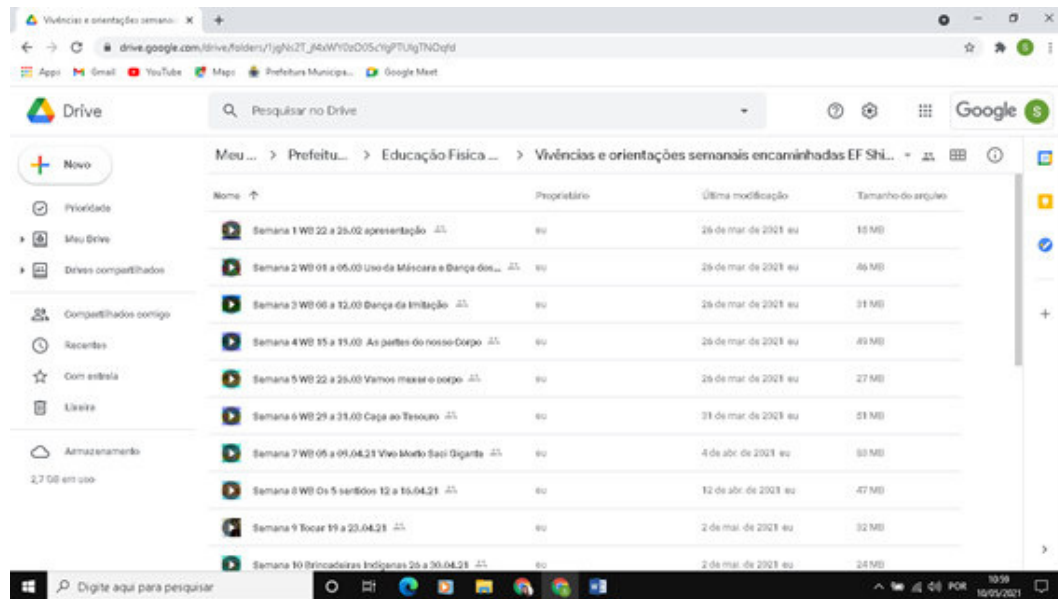 Vivências e orientações semanai
drive.google.com/drive/folders/
Apps Gmail YouTube Maps Prefeitura Municipa... Google Meet
Drive Pesquisar no Drive Google S
Novo
Meu ... > Prefeitu... > Educação Física ... > Vivências e orientações semanais encaminhadas EF Shi...
Nome Proprietário Última modificação Tamanho do arquivo
Prioridade
Meu Drive
Drives compartilhados
Compartilhados comigo
Recentes
Com estrela
Lixeira
Armazenamento
2,7 GB em uso
Semana 1 WB 22 a 26.02 apresentação eu 26 de mar. de 2021 eu 18 MB
Semana 2 WB 01 a 05.03 Uso da Máscara e Dança dos... eu 26 de mar. de 2021 eu 46 MB
Semana 3 WB 08 a 12.03 Dança da Imitação eu 26 de mar. de 2021 eu 31 MB
Semana 4 WB 15 a 19.03 As partes do nosso Corpo eu 26 de mar. de 2021 eu 49 MB
Semana 5 WB 22 a 26.03 Vamos mexer o corpo eu 26 de mar. de 2021 eu 27 MB
Semana 6 WB 29 a 31.03 Caça ao Tesouro eu 31 de mar. de 2021 eu 51 MB
Semana 7 WB 05 a 09.04.21 Vivo Morto Saci Gigante eu 4 de abr. de 2021 eu MB
Semana 8 WB Os 5 sentidos 12 a 16.04.21 eu 12 de abr. de 2021 eu 47 MB
Semana 9 Tocar 19 a 23.04.21 eu 2 de mai. de 2021 eu 32 MB
Semana 10 Brincadeiras Indígenas 26 a 30.04.21 eu 2 de mai. de 2021 eu 24 MB
Digite aqui para pesquisar POR 10:59
10/05/2021